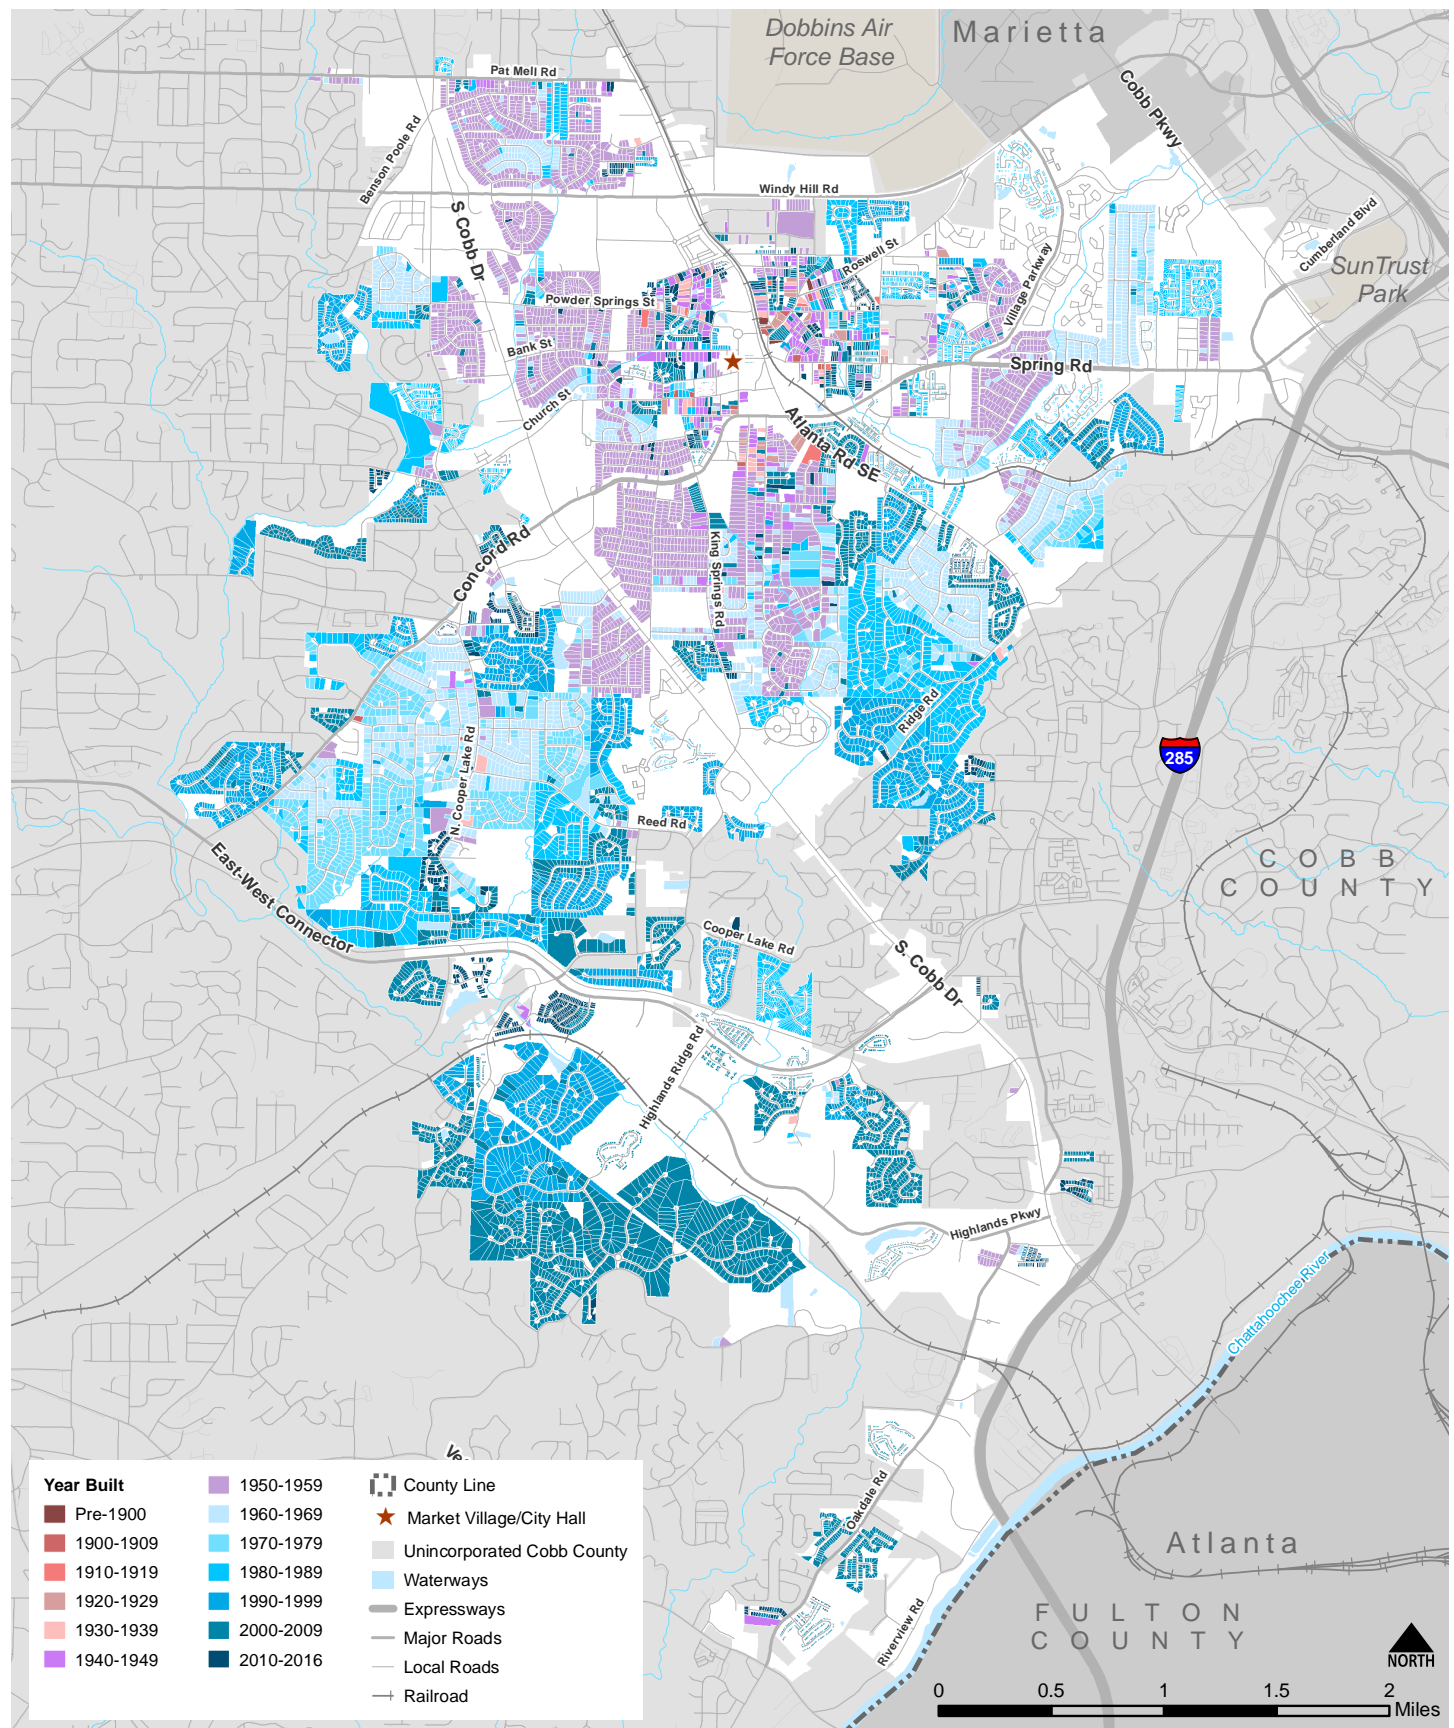 Dobbins Air
Force Base
Marietta
Pat Mell Rd
Cobb Pkwy
Benson Poole Rd
Windy Hill Rd
S Cobb Dr
Cumberland Blvd
Roswell St
SunTrust
Park
Village Parkway
Powder Springs St
Bank St
Spring Rd
Church St
Atlanta Rd SE
King Springs Rd
Concord Rd
Ridge Rd
N. Cooper Lake Rd
285
Reed Rd
East-West Connector
COBB
COUNTY
Cooper Lake Rd
S. Cobb Dr
Highlands Ridge Rd
Highlands Pkwy
Chattahoochee River
Oakdale Rd
Riverview Rd
Atlanta
FULTON
COUNTY
Year Built
Pre-1900
1900-1909
1910-1919
1920-1929
1930-1939
1940-1949
1950-1959
1960-1969
1970-1979
1980-1989
1990-1999
2000-2009
2010-2016
County Line
Market Village/City Hall
Unincorporated Cobb County
Waterways
Expressways
Major Roads
Local Roads
Railroad
NORTH
0 0.5 1 1.5 2
Miles